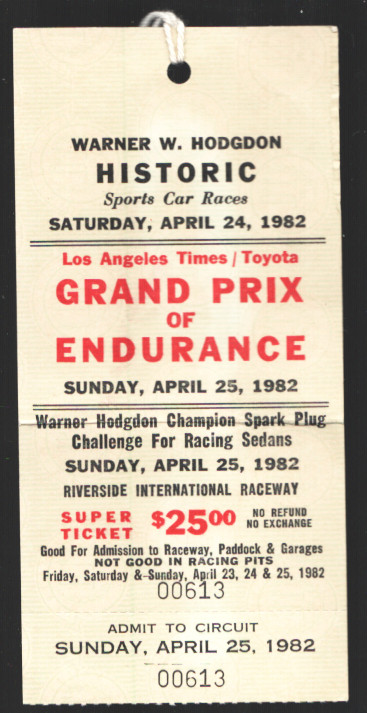 WARNER W. HODGDON
HISTORIC
Sports Car Races
SATURDAY, APRIL 24, 1982
Los Angeles Times / Toyota
GRAND PRIX
OF
ENDURANCE
SUNDAY, APRIL 25, 1982
Warner Hodgdon Champion Spark Plug
Challenge For Racing Sedans
SUNDAY, APRIL 25, 1982
RIVERSIDE INTERNATIONAL RACEWAY
SUPER TICKET $25.00 NO REFUND NO EXCHANGE
Good For Admission to Raceway, Paddock & Garages
NOT GOOD IN RACING PITS
Friday, Saturday & Sunday, April 23, 24 & 25, 1982
00613
ADMIT TO CIRCUIT
SUNDAY, APRIL 25, 1982
00613